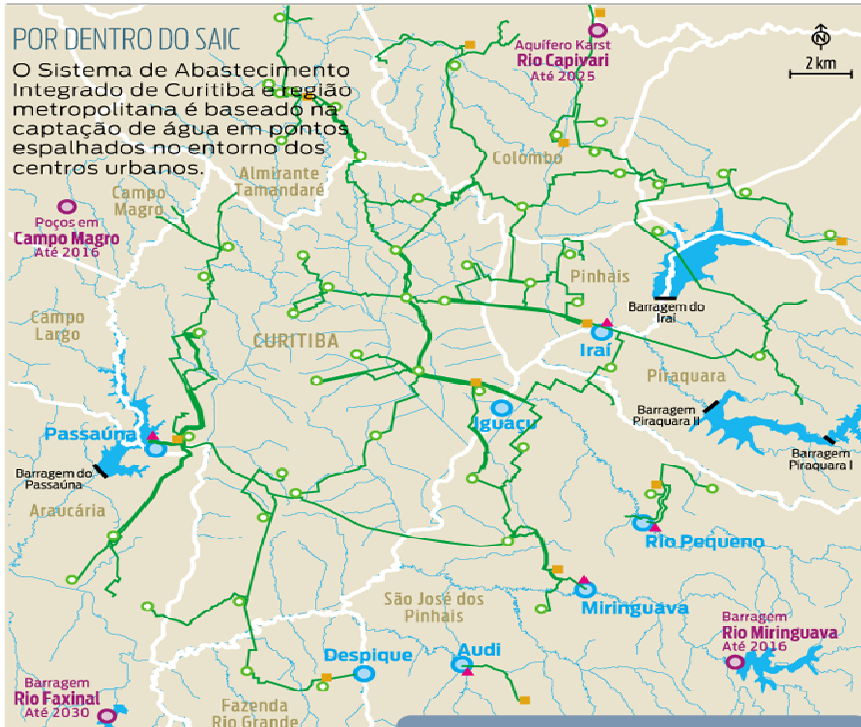 POR DENTRO DO SAIC
O Sistema de Abastecimento
Integrado de Curitiba e região
metropolitana é baseado na
captação de água em pontos
espalhados no entorno dos
centros urbanos.
Aquífero Karst
Rio Capivari
Até 2025
N
2 km
Colombo
Almirante
Tamandaré
Campo
Magro
Poços em
Campo Magro
Até 2016
Pinhais
Barragem do
Iraí
Campo
Largo
CURITIBA
Iraí
Piraquara
Barragem
Piraquara II
Iguaçu
Passaúna
Barragem
Piraquara I
Barragem do
Passaúna
Araucária
Rio Pequeno
São José dos
Pinhais
Miringuava
Barragem
Rio Miringuava
Até 2016
Despique
Audi
Barragem
Rio Faxinal
Até 2030
Fazenda
Rio Grande